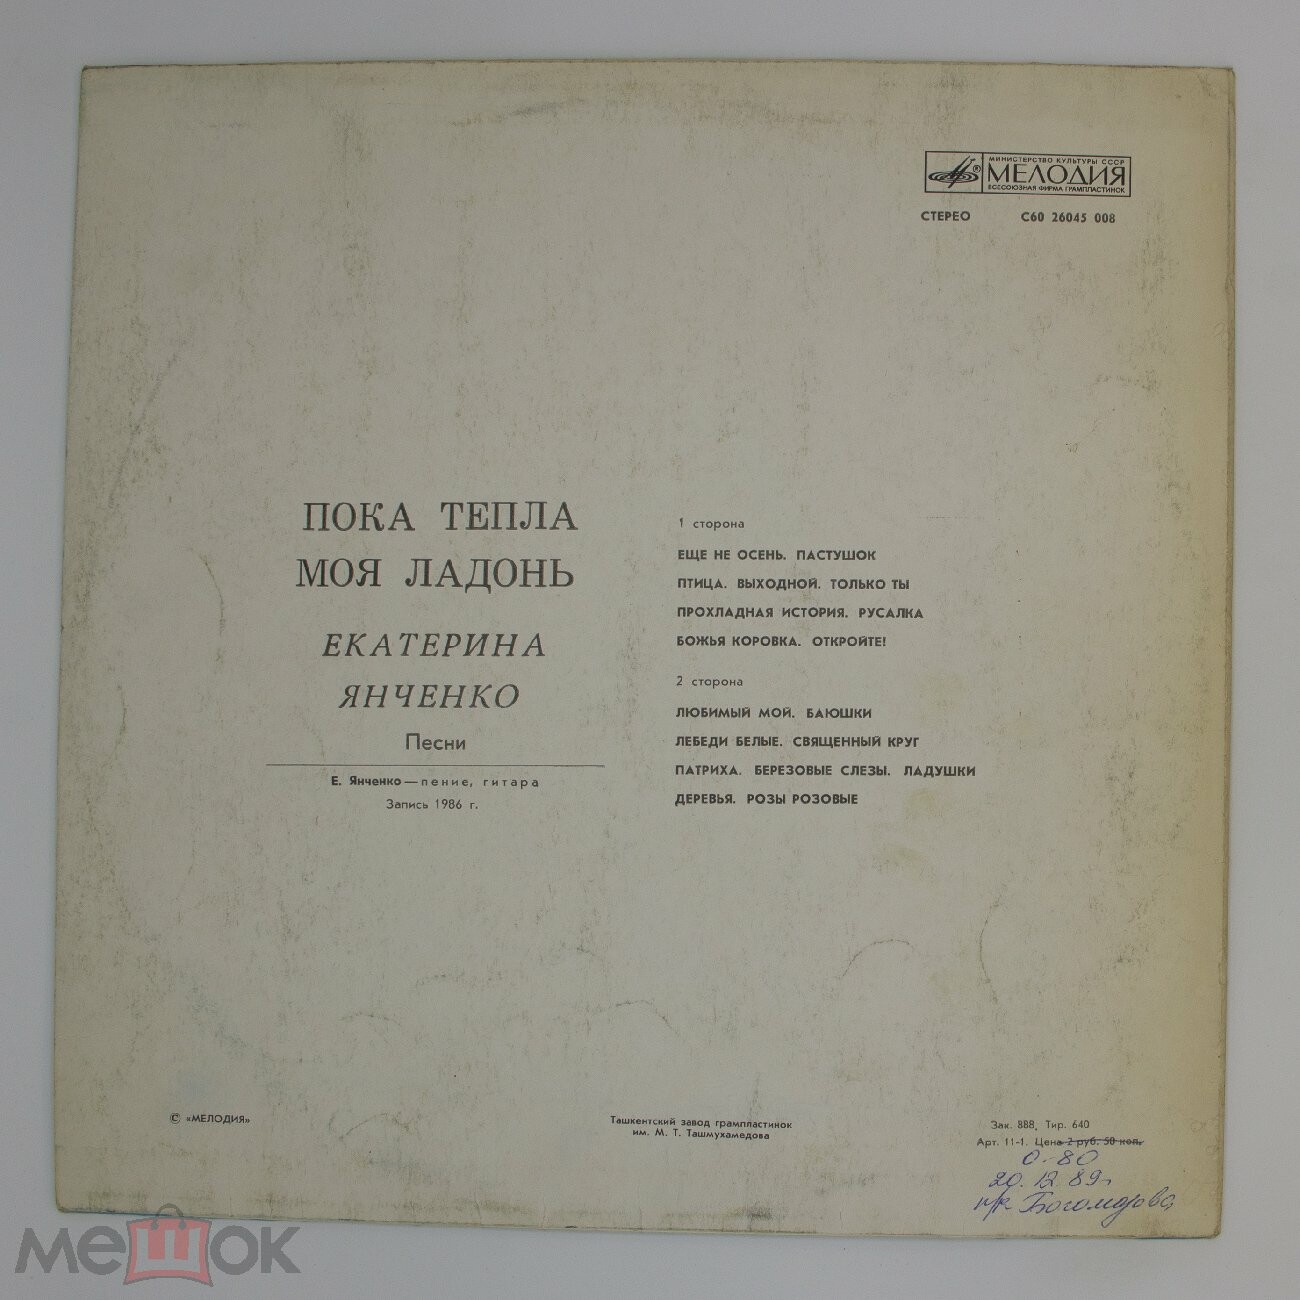 МИНИСТЕРСТВО КУЛЬТУРЫ СССР
МЕЛОДИЯ
ВСЕСОЮЗНАЯ ФИРМА ГРАМПЛАСТИНОК
СТЕРЕО С60 26045 008
ПОКА ТЕПЛА
МОЯ ЛАДОНЬ
ЕКАТЕРИНА
ЯНЧЕНКО
Песни
Е. Янченко — пение, гитара
Запись 1986 г.
1 сторона
ЕЩЕ НЕ ОСЕНЬ. ПАСТУШОК
ПТИЦА. ВЫХОДНОЙ. ТОЛЬКО ТЫ
ПРОХЛАДНАЯ ИСТОРИЯ. РУСАЛКА
БОЖЬЯ КОРОВКА. ОТКРОЙТЕ!
2 сторона
ЛЮБИМЫЙ МОЙ. БАЮШКИ
ЛЕБЕДИ БЕЛЫЕ. СВЯЩЕННЫЙ КРУГ
ПАТРИХА. БЕРЕЗОВЫЕ СЛЕЗЫ. ЛАДУШКИ
ДЕРЕВЬЯ. РОЗЫ РОЗОВЫЕ
© «МЕЛОДИЯ»
Ташкентский завод грампластинок
им. М. Т. Ташмухамедова
Зак. 888, Тир. 640
Арт. 11-1. Цена 2 руб. 50 коп.
0-80
20.12.89г
мешок